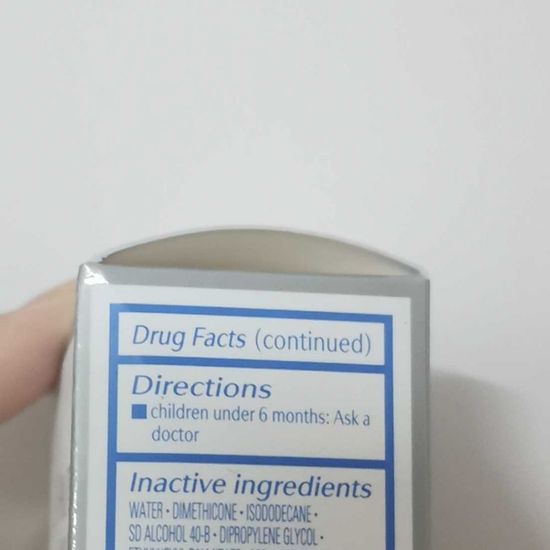 Drug Facts (continued)
Directions
■ children under 6 months: Ask a
doctor
Inactive ingredients
WATER • DIMETHICONE • ISODODECANE •
SD ALCOHOL 40-B • DIPROPYLENE GLYCOL •